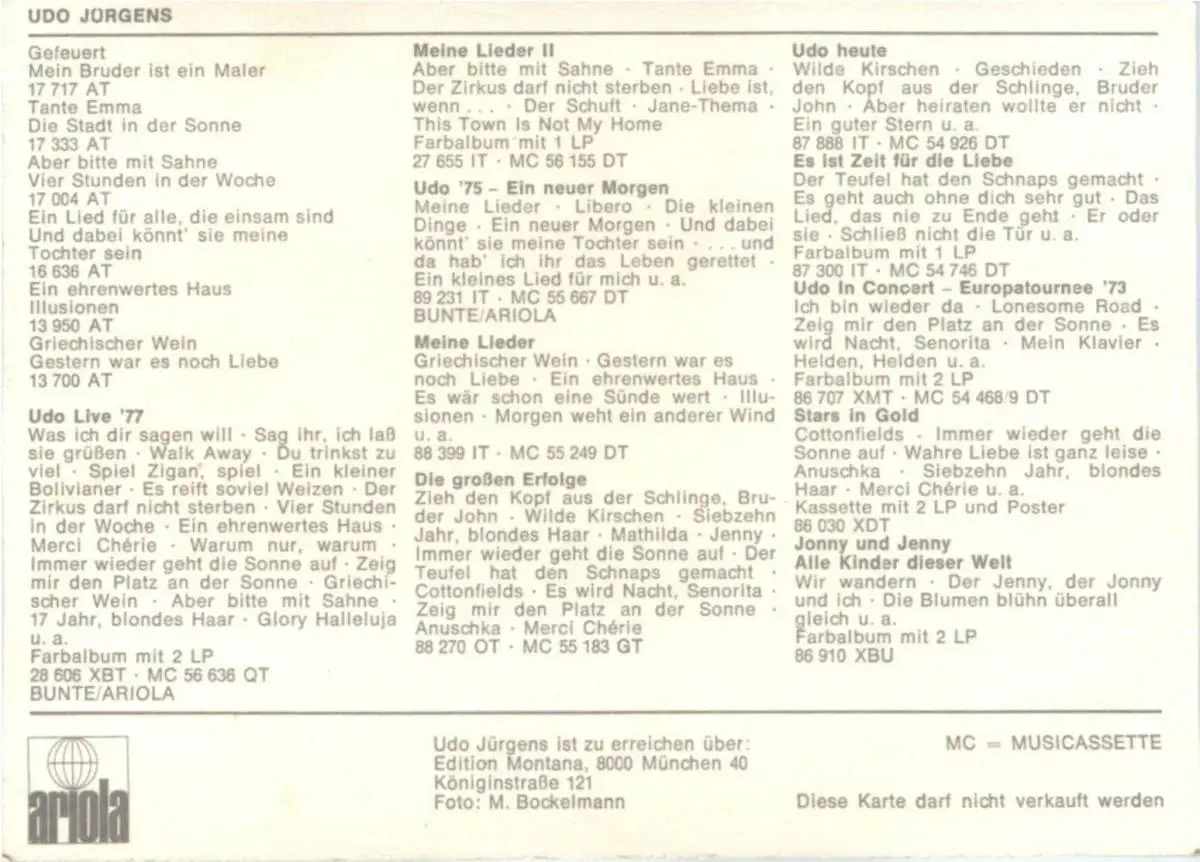 UDO JÜRGENS
Gefeuert
Mein Bruder ist ein Maler
17 717 AT
Tante Emma
Die Stadt in der Sonne
17 333 AT
Aber bitte mit Sahne
Vier Stunden in der Woche
17 004 AT
Ein Lied für alle, die einsam sind
Und dabei könnt' sie meine
Tochter sein
16 636 AT
Ein ehrenwertes Haus
Illusionen
13 950 AT
Griechischer Wein
Gestern war es noch Liebe
13 700 AT
Udo Live '77
Was ich dir sagen will · Sag ihr, ich laß
sie grüßen · Walk Away · Du trinkst zu
viel · Spiel Zigan, spiel · Ein kleiner
Bolivianer · Es reift soviel Weizen · Der
Zirkus darf nicht sterben · Vier Stunden
in der Woche · Ein ehrenwertes Haus ·
Merci Chérie · Warum nur, warum ·
Immer wieder geht die Sonne auf · Zeig
mir den Platz an der Sonne · Griechi-
scher Wein · Aber bitte mit Sahne ·
17 Jahr, blondes Haar · Glory Halleluja
u. a.
Farbalbum mit 2 LP
28 606 XBT · MC 56 636 QT
BUNTE/ARIOLA
Meine Lieder II
Aber bitte mit Sahne · Tante Emma ·
Der Zirkus darf nicht sterben · Liebe ist,
wenn . . . · Der Schuft · Jane-Thema ·
This Town Is Not My Home
Farbalbum mit 1 LP
27 655 IT · MC 56 155 DT
Udo '75 – Ein neuer Morgen
Meine Lieder · Libero · Die kleinen
Dinge · Ein neuer Morgen · Und dabei
könnt' sie meine Tochter sein · . . . und
da hab' ich ihr das Leben gerettet ·
Ein kleines Lied für mich u. a.
89 231 IT · MC 55 667 DT
BUNTE/ARIOLA
Meine Lieder
Griechischer Wein · Gestern war es
noch Liebe · Ein ehrenwertes Haus ·
Es wär schon eine Sünde wert · Illu-
sionen · Morgen weht ein anderer Wind
u. a.
88 399 IT · MC 55 249 DT
Die großen Erfolge
Zieh den Kopf aus der Schlinge, Bru-
der John · Wilde Kirschen · Siebzehn
Jahr, blondes Haar · Mathilda · Jenny ·
Immer wieder geht die Sonne auf · Der
Teufel hat den Schnaps gemacht ·
Cottonfields · Es wird Nacht, Senorita ·
Zeig mir den Platz an der Sonne ·
Anuschka · Merci Chérie
88 270 OT · MC 55 183 GT
Udo heute
Wilde Kirschen · Geschieden · Zieh
den Kopf aus der Schlinge, Bruder
John · Aber heiraten wollte er nicht ·
Ein guter Stern u. a.
87 888 IT · MC 54 926 DT
Es ist Zeit für die Liebe
Der Teufel hat den Schnaps gemacht ·
Es geht auch ohne dich sehr gut · Das
Lied, das nie zu Ende geht · Er oder
sie · Schließ nicht die Tür u. a.
Farbalbum mit 1 LP
87 300 IT · MC 54 746 DT
Udo In Concert – Europatournee '73
Ich bin wieder da · Lonesome Road ·
Zeig mir den Platz an der Sonne · Es
wird Nacht, Senorita · Mein Klavier ·
Helden, Helden u. a.
Farbalbum mit 2 LP
86 707 XMT · MC 54 468/9 DT
Stars in Gold
Cottonfields · Immer wieder geht die
Sonne auf · Wahre Liebe ist ganz leise ·
Anuschka · Siebzehn Jahr, blondes
Haar · Merci Chérie u. a.
Kassette mit 2 LP und Poster
86 030 XDT
Jonny und Jenny
Alle Kinder dieser Welt
Wir wandern · Der Jenny, der Jonny
und ich · Die Blumen blühn überall
gleich u. a.
Farbalbum mit 2 LP
86 910 XBU
ariola
Udo Jürgens ist zu erreichen über:
Edition Montana, 8000 München 40
Königinstraße 121
Foto: M. Bockelmann
MC = MUSICASSETTE
Diese Karte darf nicht verkauft werden